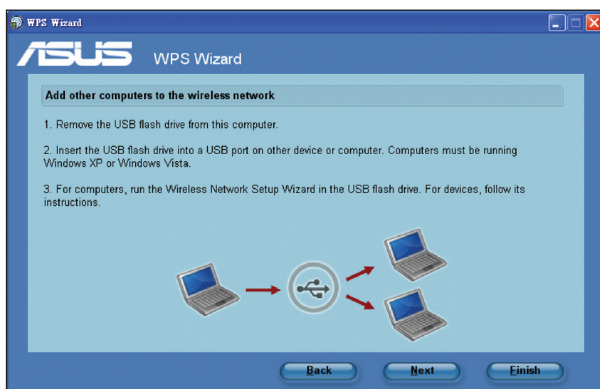 WPS Wizard
ASUS WPS Wizard
Add other computers to the wireless network
1. Remove the USB flash drive from this computer.
2. Insert the USB flash drive into a USB port on other device or computer. Computers must be running
Windows XP or Windows Vista.
3. For computers, run the Wireless Network Setup Wizard in the USB flash drive. For devices, follow its
instructions.
Back Next Finish